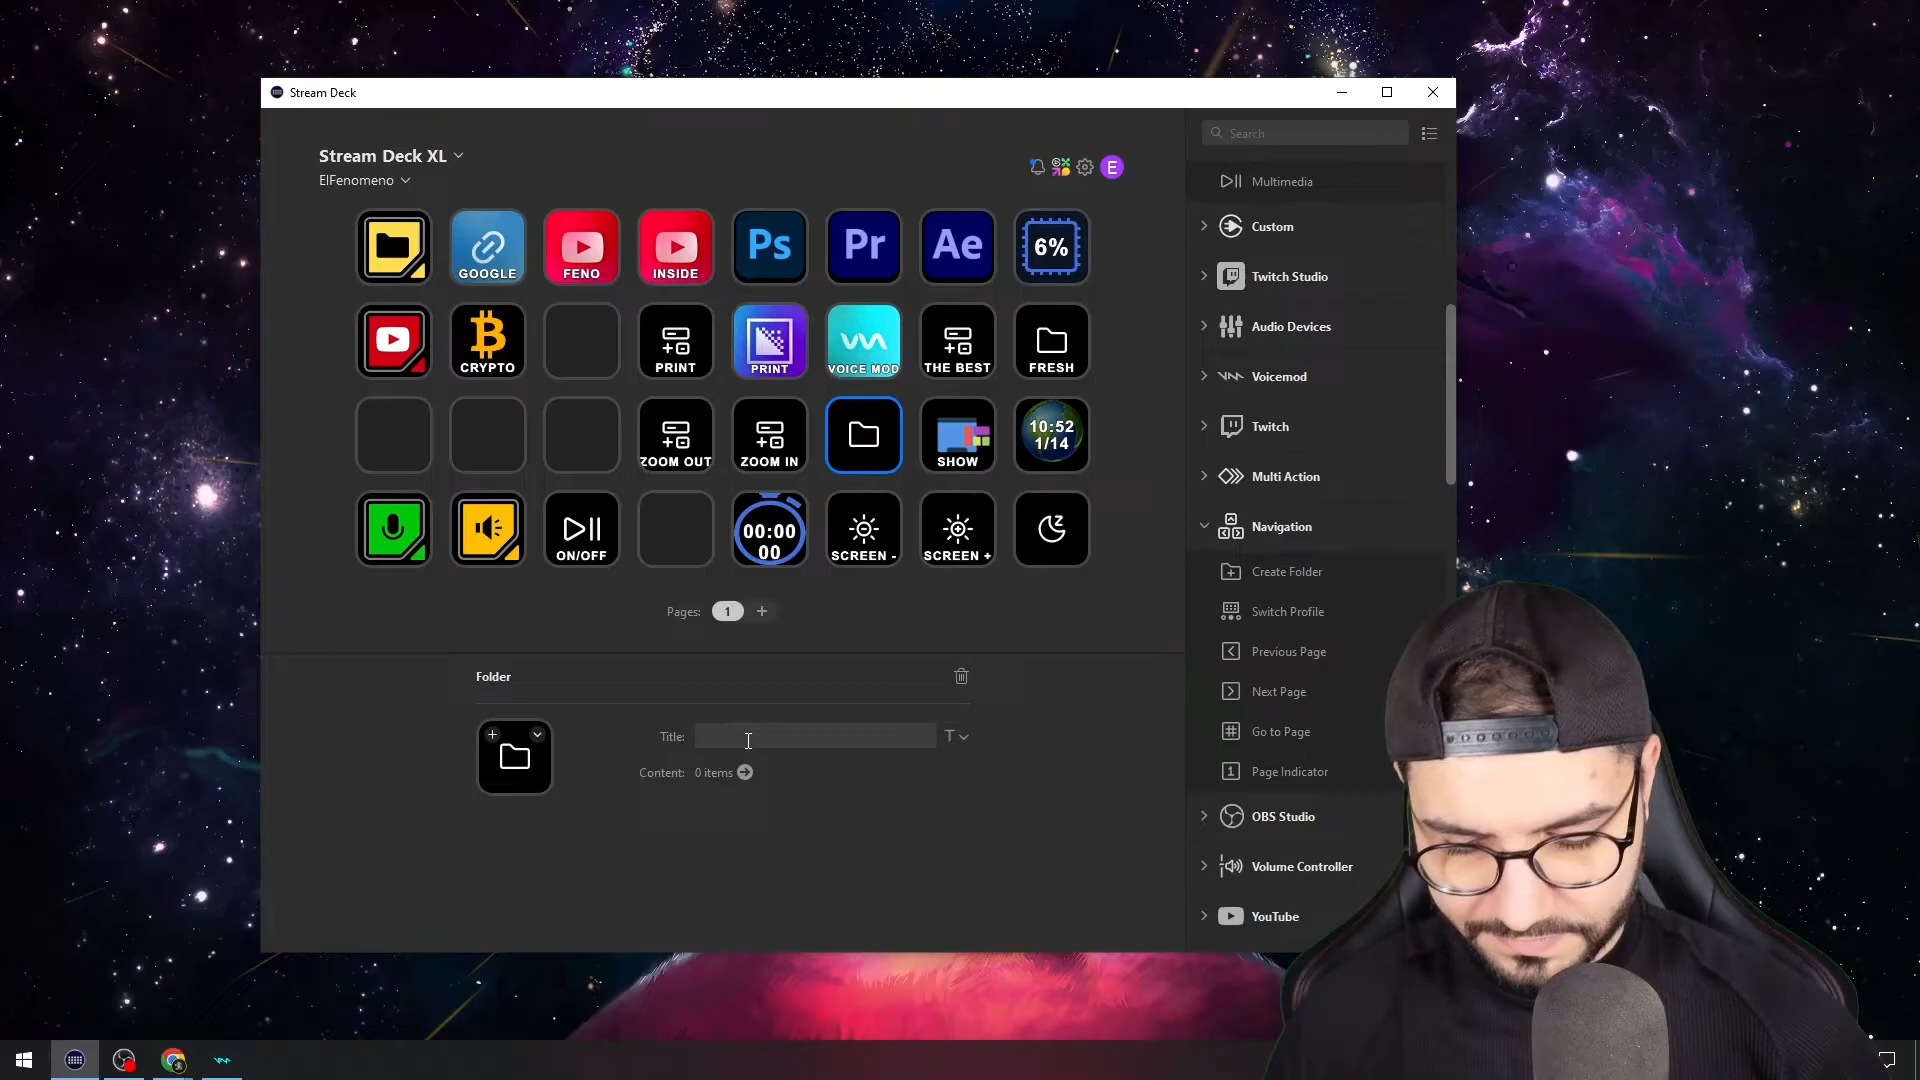 Stream Deck
Search
Stream Deck XL
ElFenomeno
E
Multimedia
Custom
Twitch Studio
Audio Devices
Voicemod
Twitch
Multi Action
Navigation
Create Folder
Switch Profile
Previous Page
Next Page
Go to Page
Page Indicator
OBS Studio
Volume Controller
YouTube
GOOGLE
FENO
INSIDE
Ps
Pr
Ae
6%
CRYPTO
PRINT
PRINT
VOICE MOD
THE BEST
FRESH
ZOOM OUT
ZOOM IN
SHOW
10:52
1/14
ON/OFF
00:00
00
SCREEN -
SCREEN +
Pages: 1 +
Folder
Title:
T
Content: 0 items